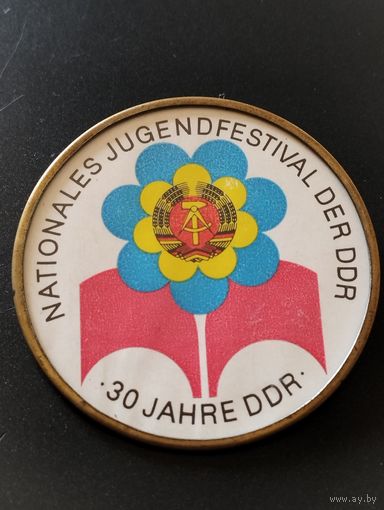 NATIONALES JUGENDFESTIVAL DER DDR
· 30 JAHRE DDR ·
www.ay.by